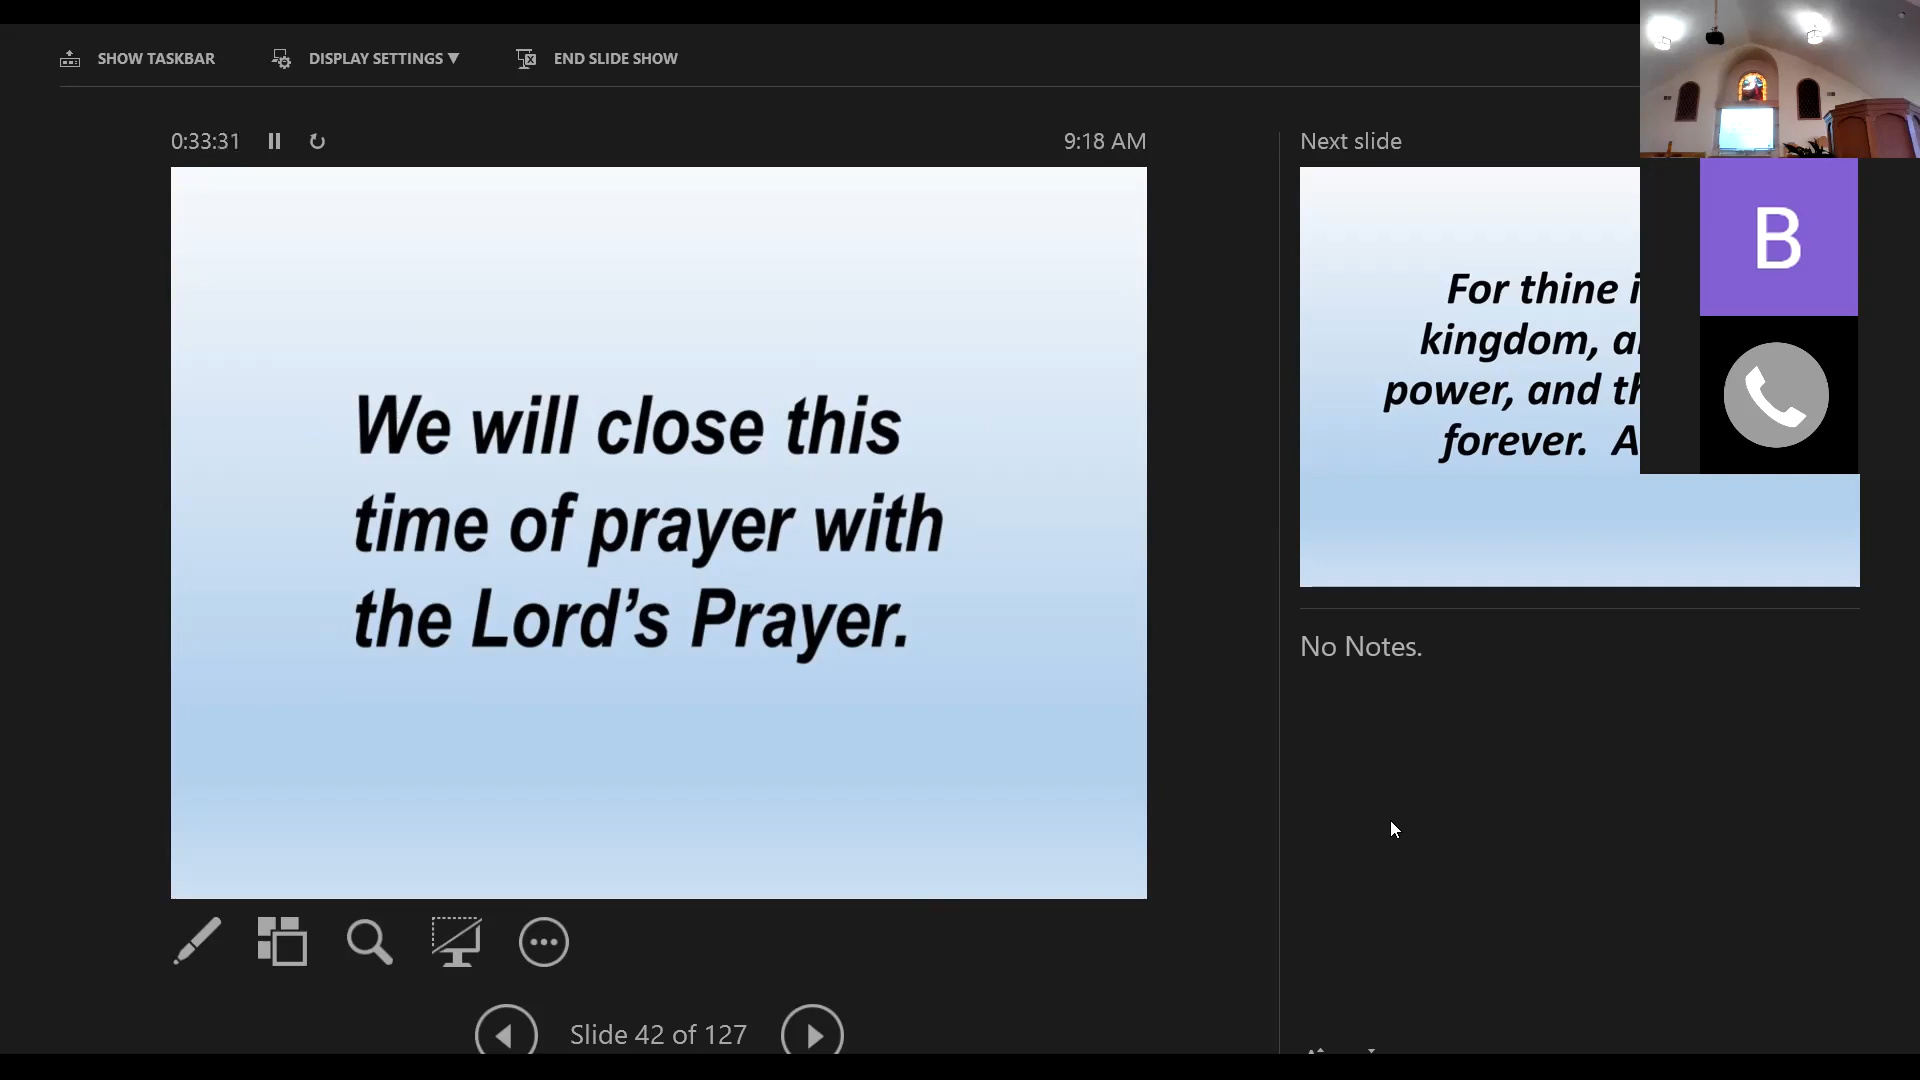 SHOW TASKBAR
DISPLAY SETTINGS ▼
END SLIDE SHOW
0:33:31
9:18 AM
We will close this
time of prayer with
the Lord’s Prayer.
Slide 42 of 127
Next slide
For thine
kingdom,
power, and
forever.
B
No Notes.